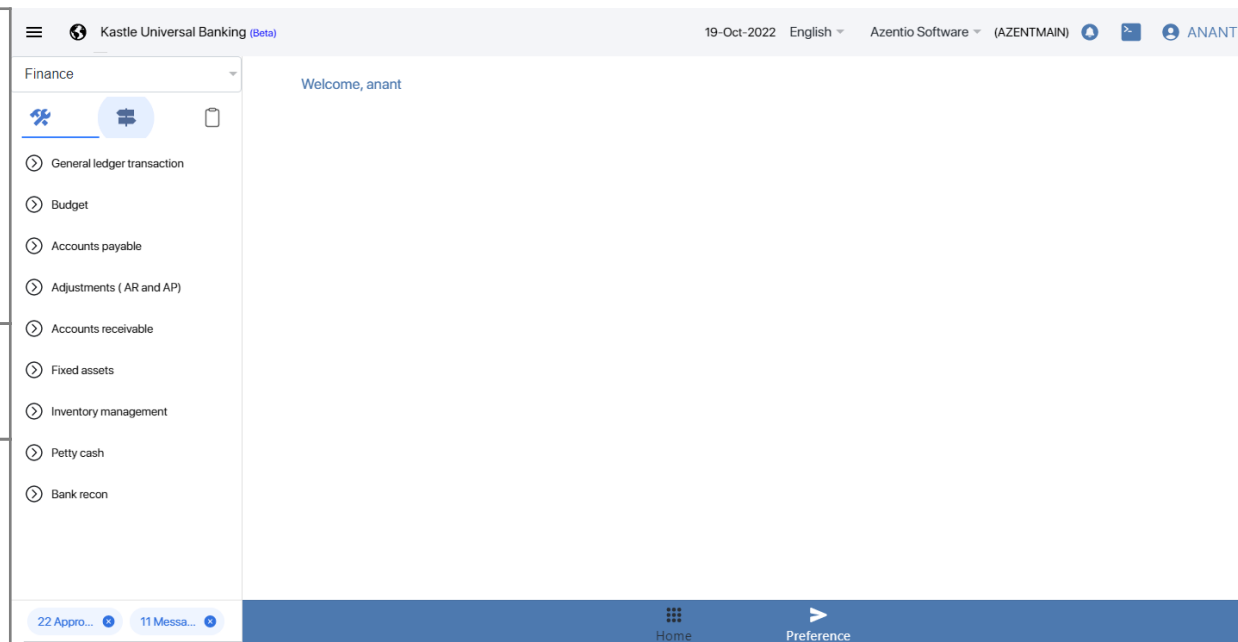 Kastle Universal Banking (Beta)
19-Oct-2022 English Azentio Software (AZENTMAIN) ANANT
Finance
Welcome, anant
General ledger transaction
Budget
Accounts payable
Adjustments ( AR and AP)
Accounts receivable
Fixed assets
Inventory management
Petty cash
Bank recon
22 Appro... 11 Messa...
Home Preference